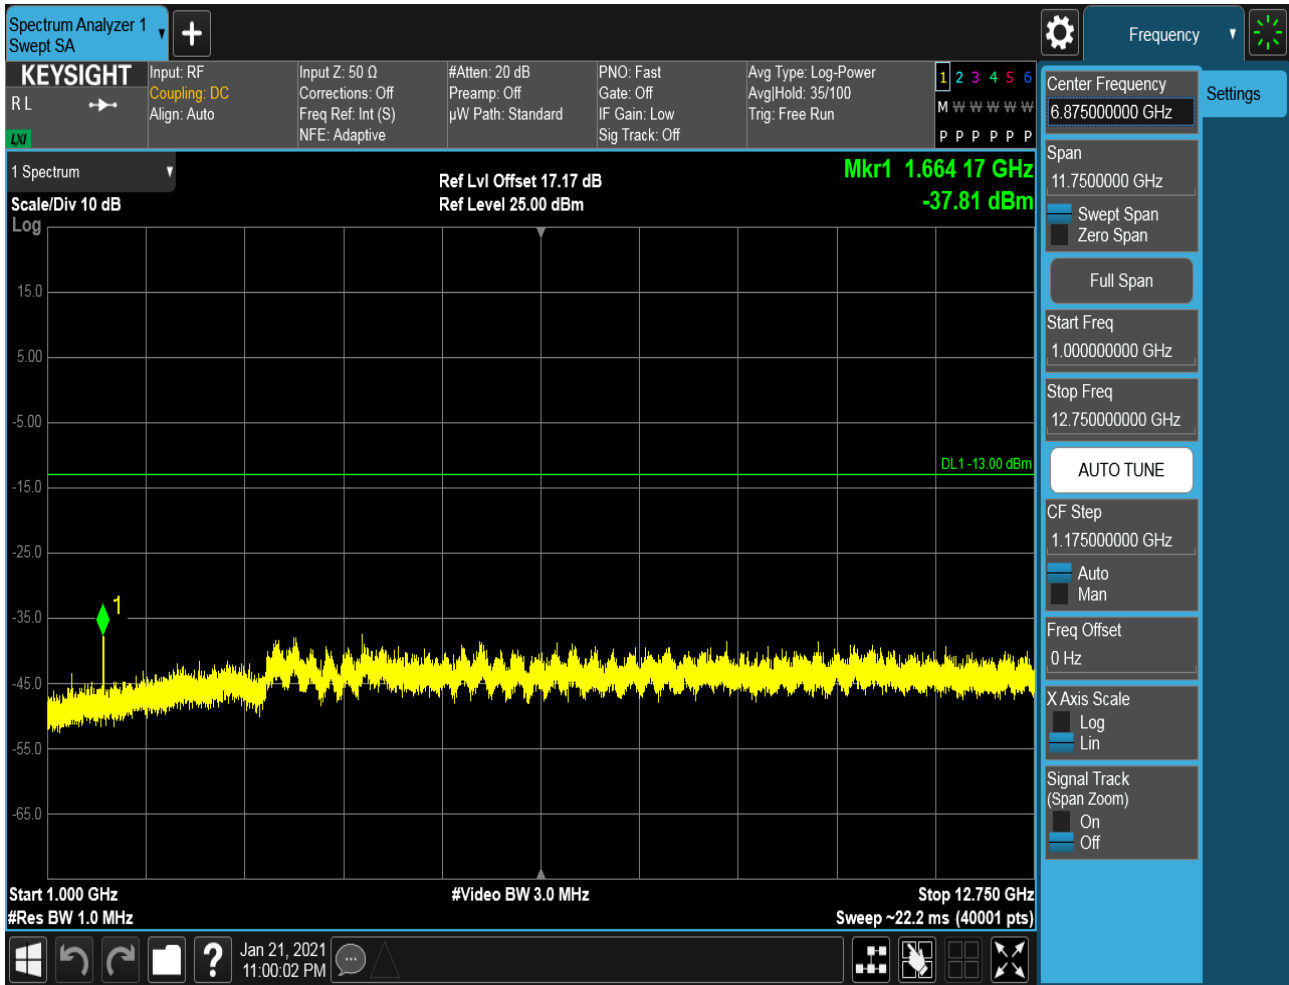 Spectrum Analyzer 1
Swept SA
Frequency
KEYSIGHT
R L
LXI
Input: RF
Coupling: DC
Align: Auto
Input Z: 50 Ω
Corrections: Off
Freq Ref: Int (S)
NFE: Adaptive
#Atten: 20 dB
Preamp: Off
µW Path: Standard
PNO: Fast
Gate: Off
IF Gain: Low
Sig Track: Off
Avg Type: Log-Power
Avg|Hold: 35/100
Trig: Free Run
1 2 3 4 5 6
M W W W W W
P P P P P P
1 Spectrum
Scale/Div 10 dB
Log
Ref Lvl Offset 17.17 dB
Ref Level 25.00 dBm
Mkr1 1.664 17 GHz
-37.81 dBm
15.0
5.00
-5.00
DL1 -13.00 dBm
-15.0
-25.0
-35.0
1
-45.0
-55.0
-65.0
Start 1.000 GHz
#Res BW 1.0 MHz
#Video BW 3.0 MHz
Stop 12.750 GHz
Sweep ~22.2 ms (40001 pts)
Jan 21, 2021
11:00:02 PM
Center Frequency
6.875000000 GHz
Settings
Span
11.7500000 GHz
Swept Span
Zero Span
Full Span
Start Freq
1.000000000 GHz
Stop Freq
12.750000000 GHz
AUTO TUNE
CF Step
1.175000000 GHz
Auto
Man
Freq Offset
0 Hz
X Axis Scale
Log
Lin
Signal Track
(Span Zoom)
On
Off